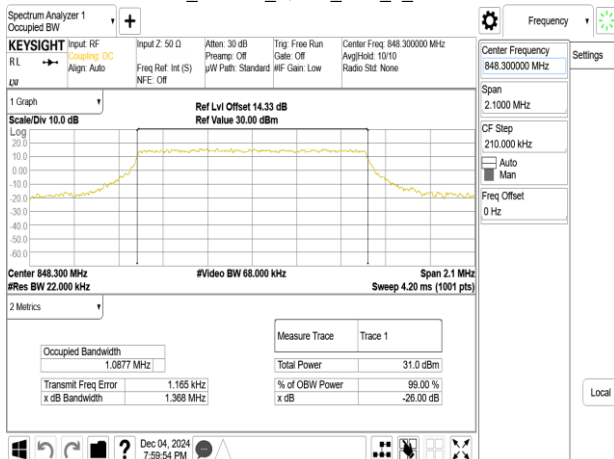 Spectrum Analyzer 1
Occupied BW
Frequency
KEYSIGHT
RL
Input: RF
Coupling: DC
Align: Auto
Input Z: 50 Ω
Freq Ref: Int (S)
NFE: Off
Atten: 30 dB
Preamp: Off
µW Path: Standard
Trig: Free Run
Gate: Off
#IF Gain: Low
Center Freq: 848.300000 MHz
Avg|Hold: 10/10
Radio Std: None
LXI
Center Frequency
848.300000 MHz
Settings
Span
2.1000 MHz
CF Step
210.000 kHz
Auto
Man
Freq Offset
0 Hz
Local
1 Graph
Scale/Div 10.0 dB
Ref Lvl Offset 14.33 dB
Ref Value 30.00 dBm
Log
20.0
10.0
0.00
-10.0
-20.0
-30.0
-40.0
-50.0
-60.0
Center 848.300 MHz
#Video BW 68.000 kHz
Span 2.1 MHz
#Res BW 22.000 kHz
Sweep 4.20 ms (1001 pts)
2 Metrics
Measure Trace
Trace 1
Occupied Bandwidth
1.0877 MHz
Total Power
31.0 dBm
Transmit Freq Error
1.165 kHz
% of OBW Power
99.00 %
x dB Bandwidth
1.368 MHz
x dB
-26.00 dB
?
Dec 04, 2024
7:59:54 PM